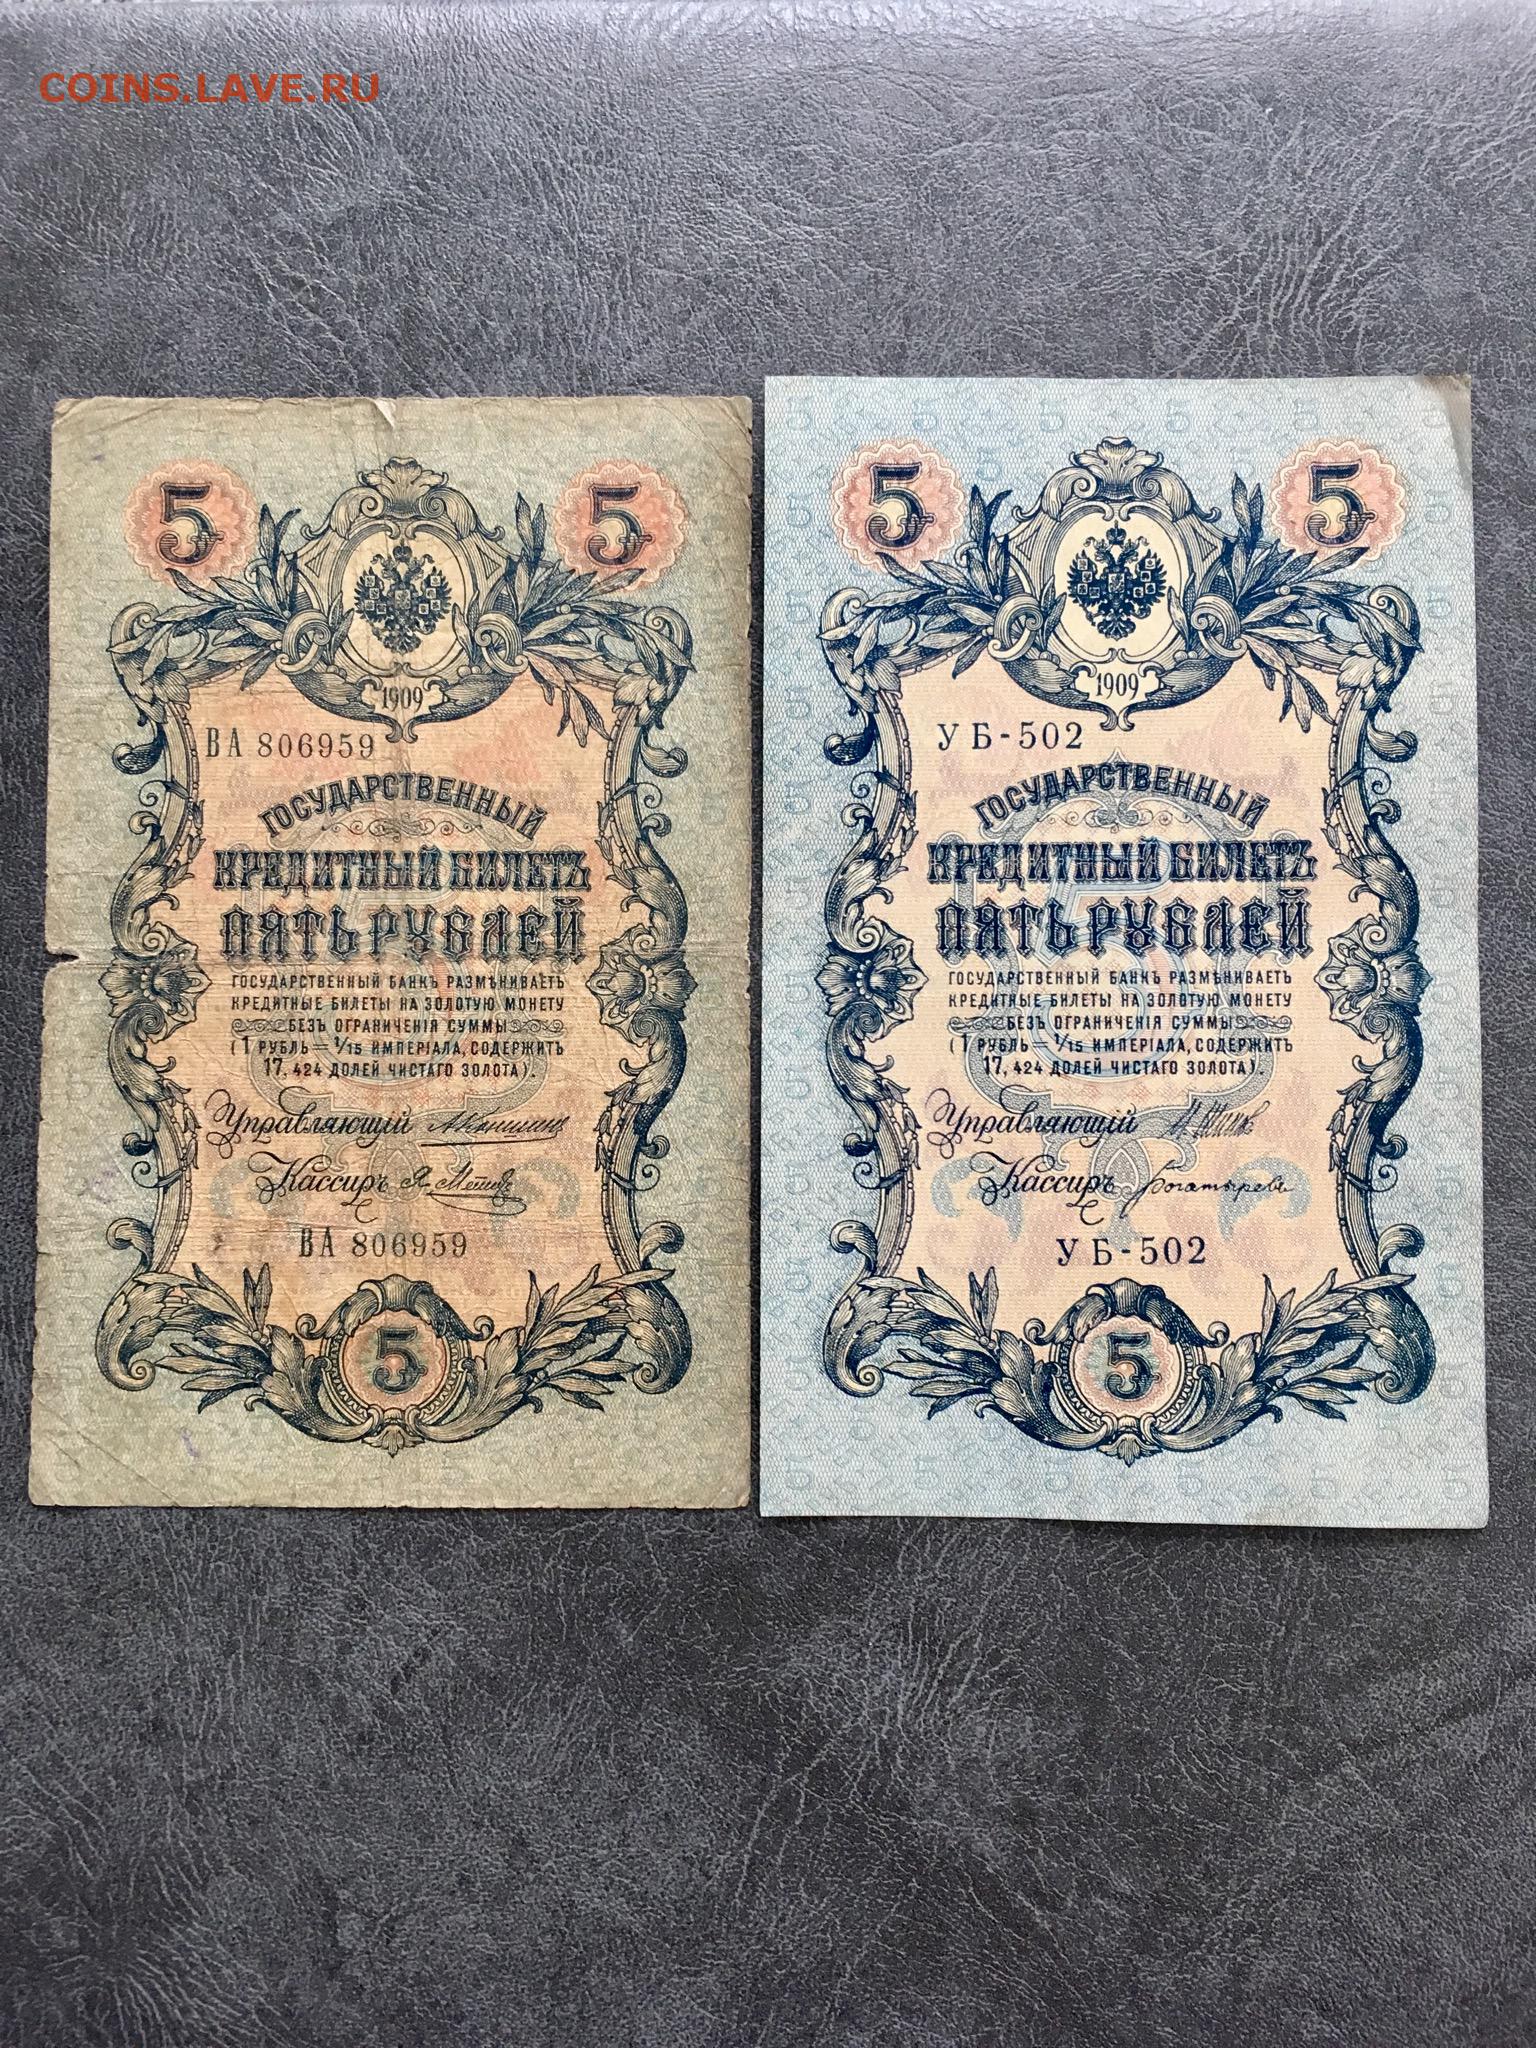 COINS.LAVE.RU
5 5
1909
ВА 806959
ГОСУДАРСТВЕННЫЙ
КРЕДИТНЫЙ БИЛЕТЪ
ПЯТЬ РУБЛЕЙ
ГОСУДАРСТВЕННЫЙ БАНКЪ РАЗМѢНИВАЕТЪ
КРЕДИТНЫЕ БИЛЕТЫ НА ЗОЛОТУЮ МОНЕТУ
БЕЗЪ ОГРАНИЧЕНІЯ СУММЫ
(1 РУБЛЬ = 1/15 ИМПЕРІАЛА, СОДЕРЖИТЪ
17,424 ДОЛЕЙ ЧИСТАГО ЗОЛОТА).
Управляющій
Кассиръ
ВА 806959
5
5 5
1909
УБ-502
ГОСУДАРСТВЕННЫЙ
КРЕДИТНЫЙ БИЛЕТЪ
ПЯТЬ РУБЛЕЙ
ГОСУДАРСТВЕННЫЙ БАНКЪ РАЗМѢНИВАЕТЪ
КРЕДИТНЫЕ БИЛЕТЫ НА ЗОЛОТУЮ МОНЕТУ
БЕЗЪ ОГРАНИЧЕНІЯ СУММЫ
(1 РУБЛЬ = 1/15 ИМПЕРІАЛА, СОДЕРЖИТЪ
17,424 ДОЛЕЙ ЧИСТАГО ЗОЛОТА).
Управляющій
Кассиръ Богатыревъ
УБ-502
5